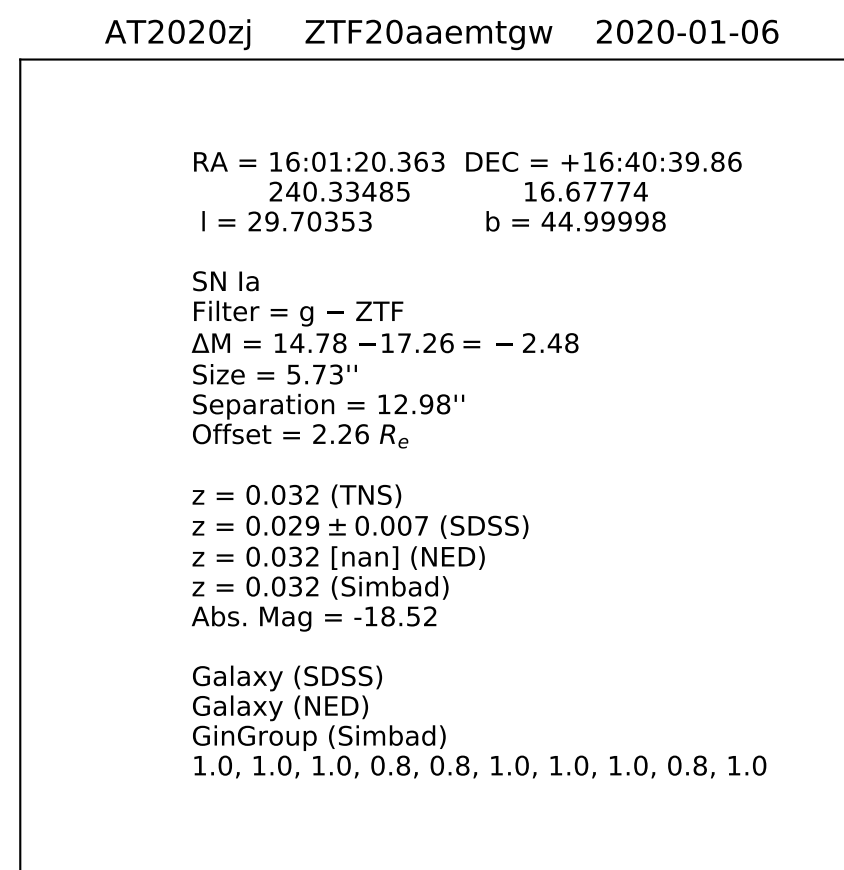 AT2020zj ZTF20aaemtgw 2020-01-06
RA = 16:01:20.363 DEC = +16:40:39.86
240.33485 16.67774
l = 29.70353 b = 44.99998
SN Ia
Filter = g − ZTF
ΔM = 14.78 −17.26 = − 2.48
Size = 5.73''
Separation = 12.98''
Offset = 2.26 Re
z = 0.032 (TNS)
z = 0.029 ± 0.007 (SDSS)
z = 0.032 [nan] (NED)
z = 0.032 (Simbad)
Abs. Mag = -18.52
Galaxy (SDSS)
Galaxy (NED)
GinGroup (Simbad)
1.0, 1.0, 1.0, 0.8, 0.8, 1.0, 1.0, 1.0, 0.8, 1.0